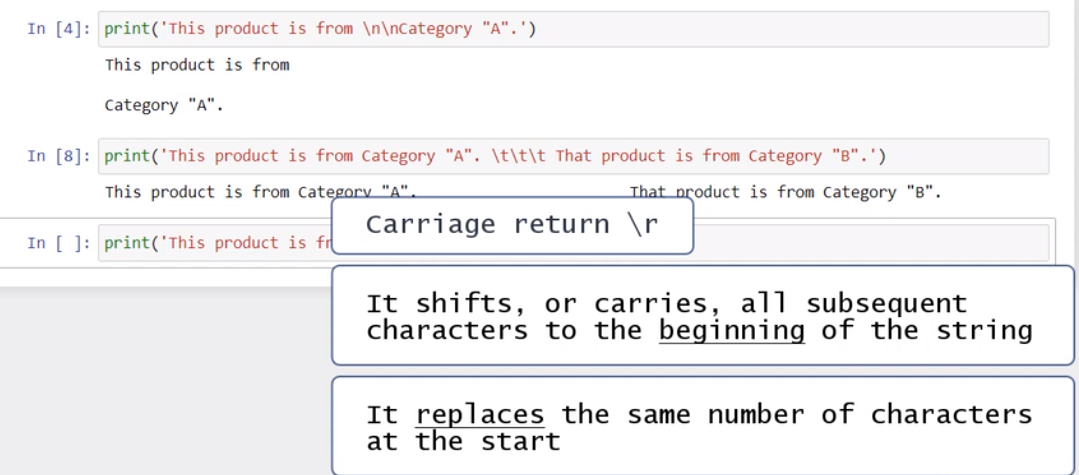 In [4]: print('This product is from \n\nCategory "A".')
This product is from
Category "A".
In [8]: print('This product is from Category "A". \t\t\t That product is from Category "B".')
This product is from Category "A". That product is from Category "B".
Carriage return \r
In [ ]: print('This product is fr
It shifts, or carries, all subsequent
characters to the beginning of the string
It replaces the same number of characters
at the start